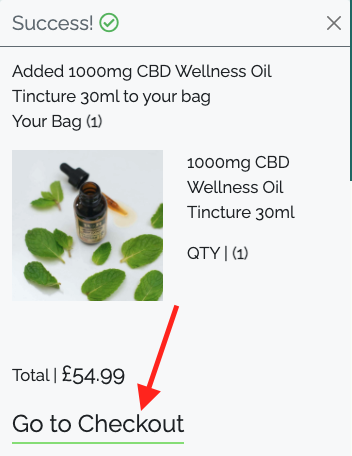 Success!
Added 1000mg CBD Wellness Oil
Tincture 30ml to your bag
Your Bag (1)
1000mg CBD
Wellness Oil
Tincture 30ml
QTY | (1)
Total | £54.99
Go to Checkout